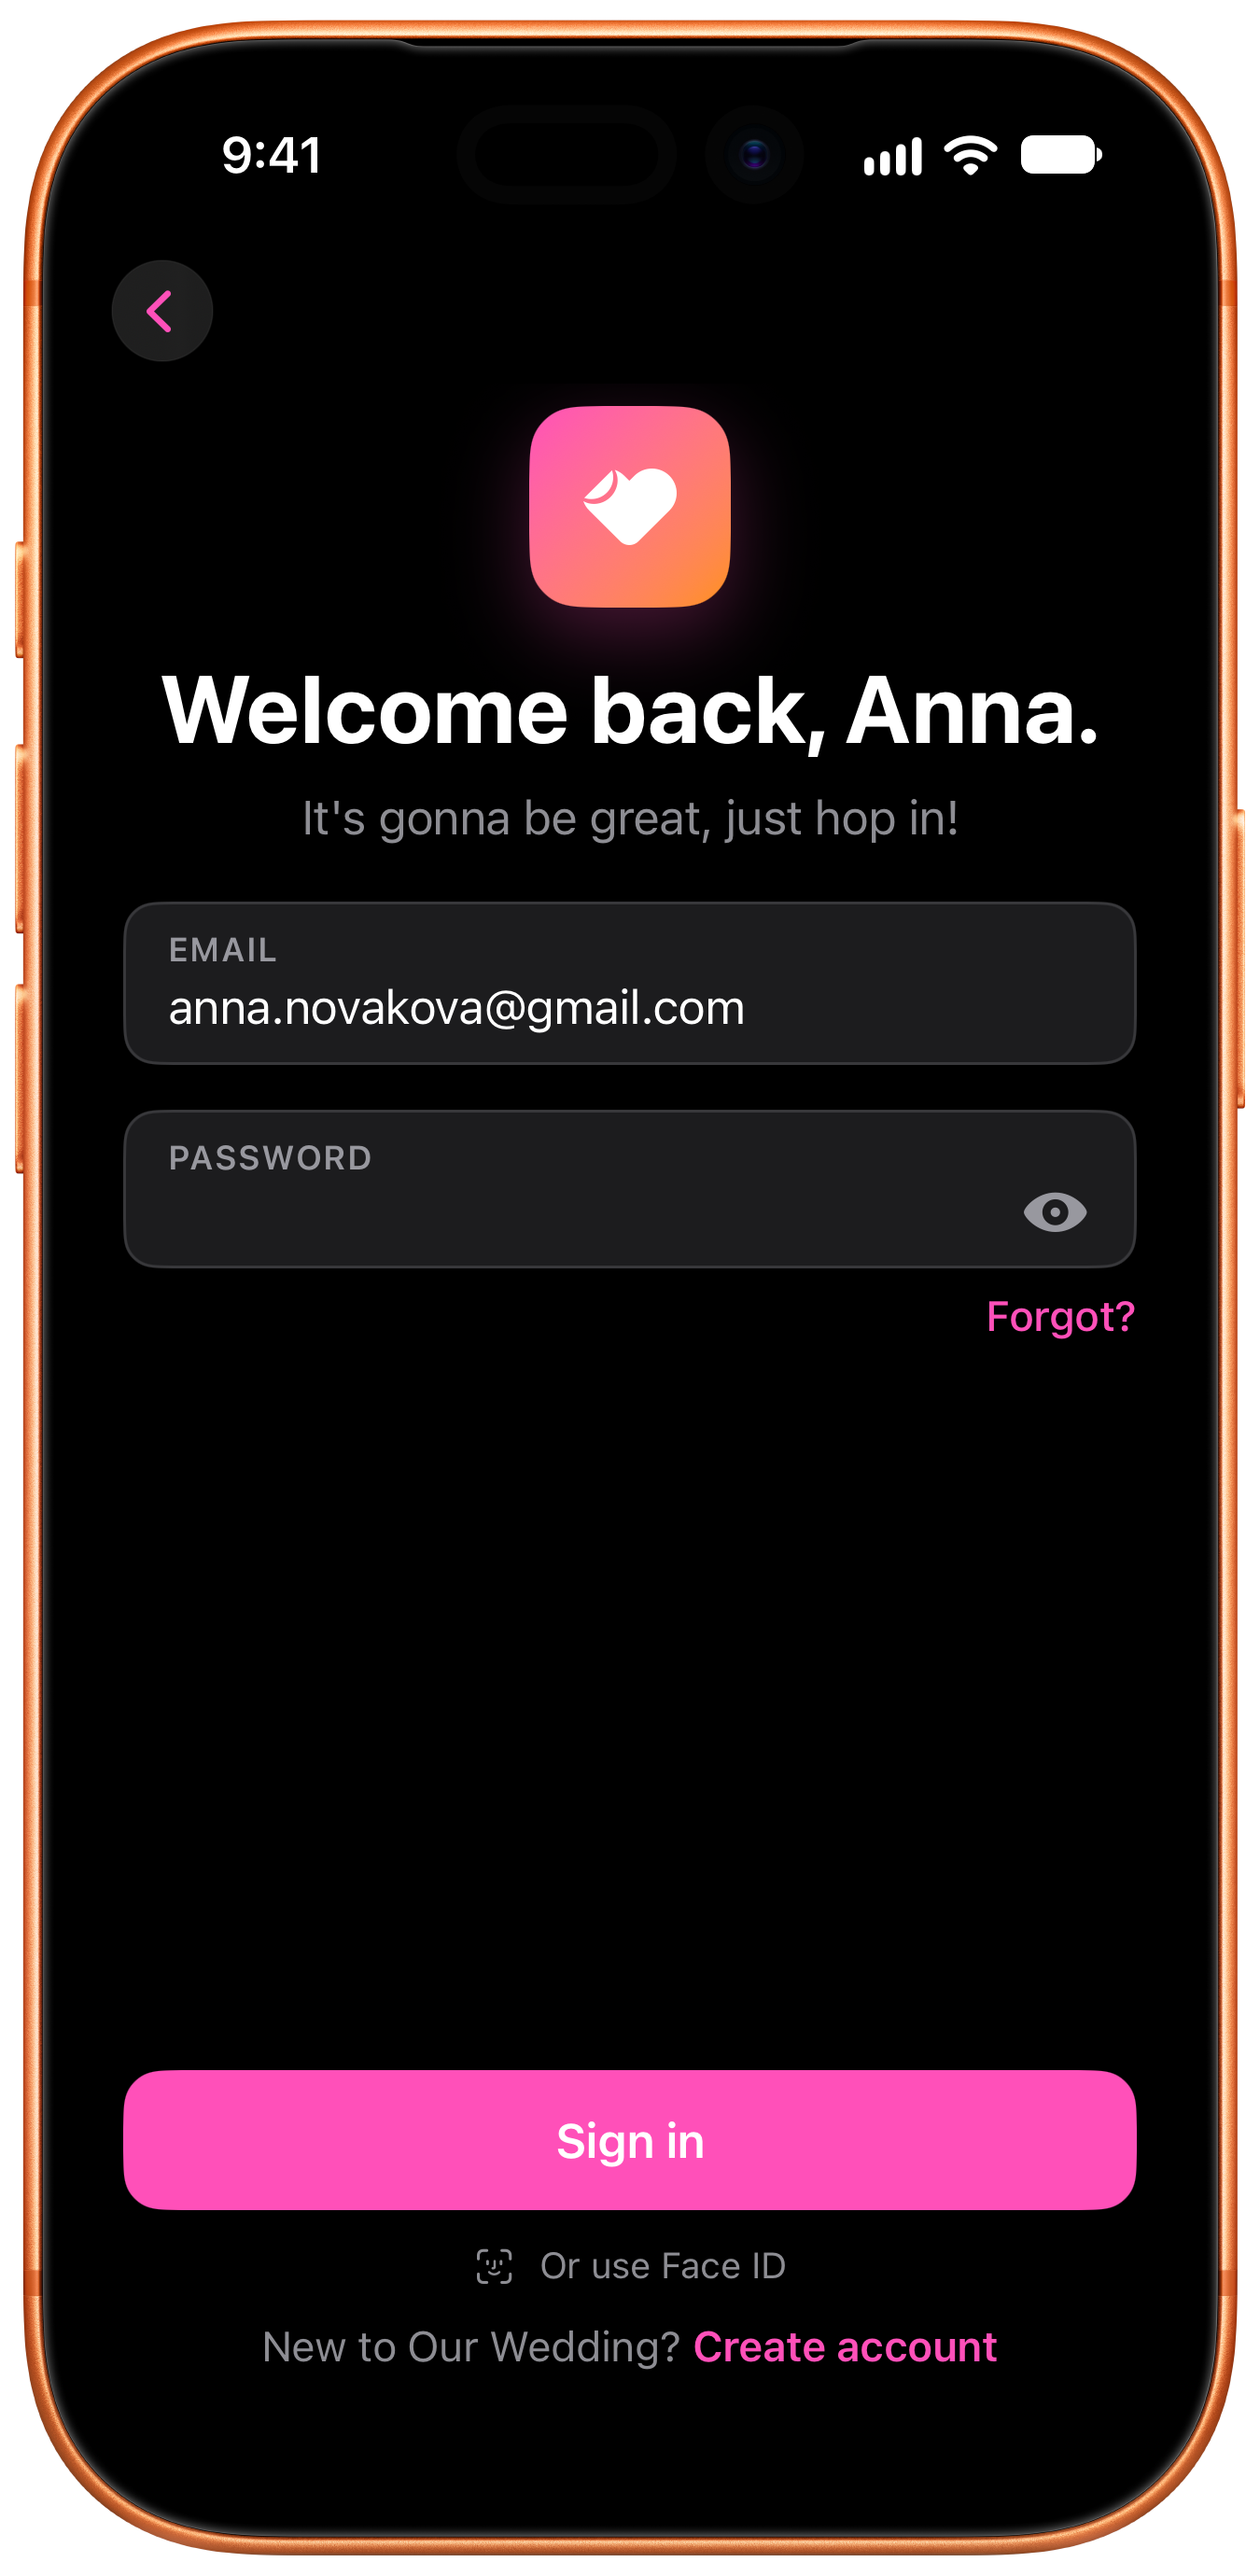 9:41
Welcome back, Anna.
It's gonna be great, just hop in!
EMAIL
anna.novakova@gmail.com
PASSWORD
Forgot?
Sign in
Or use Face ID
New to Our Wedding? Create account